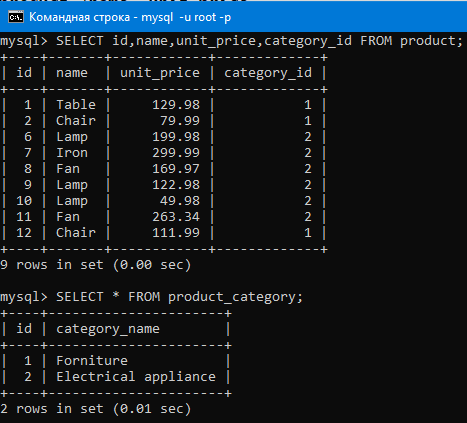 Командная строка - mysql -u root -p
mysql> SELECT id,name,unit_price,category_id FROM product;
+----+-------+------------+-------------+
| id | name  | unit_price | category_id |
+----+-------+------------+-------------+
|  1 | Table |     129.98 |           1 |
|  2 | Chair |      79.99 |           1 |
|  6 | Lamp  |     199.98 |           2 |
|  7 | Iron  |     299.99 |           2 |
|  8 | Fan   |     169.97 |           2 |
|  9 | Lamp  |     122.98 |           2 |
| 10 | Lamp  |      49.98 |           2 |
| 11 | Fan   |     263.34 |           2 |
| 12 | Chair |     111.99 |           1 |
+----+-------+------------+-------------+
9 rows in set (0.00 sec)
mysql> SELECT * FROM product_category;
+----+----------------------+
| id | category_name        |
+----+----------------------+
|  1 | Forniture            |
|  2 | Electrical appliance |
+----+----------------------+
2 rows in set (0.01 sec)